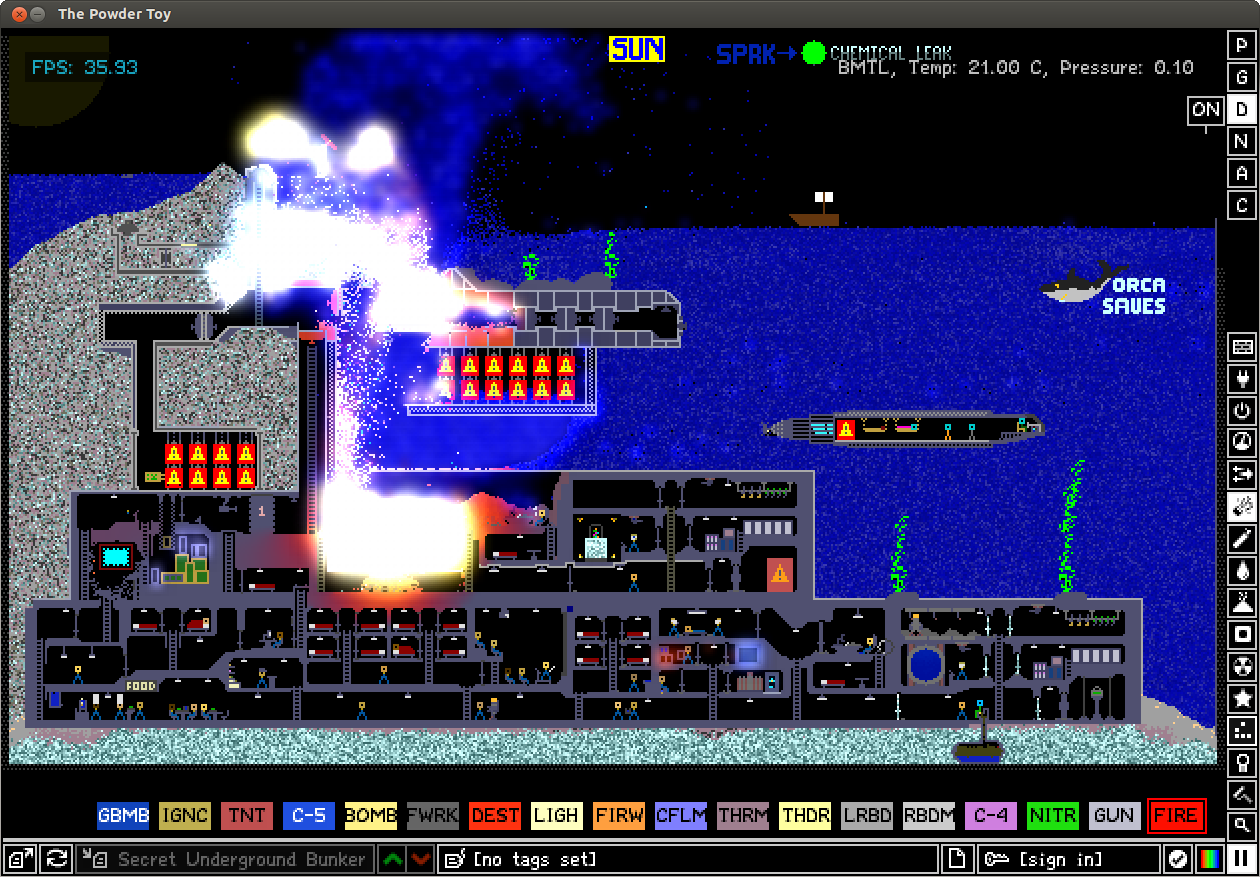 The Powder Toy
FPS: 35.93
SUN
SPRK→
CHEMICAL LEAK
BMTL, Temp: 21.00 C, Pressure: 0.10
P
G
ON
D
N
A
C
ORCA
SAVES
1
FOOD
GBMB IGNC TNT C-5 BOMB FWRK DEST LIGH FIRW CFLM THRM THDR LRBD RBDM C-4 NITR GUN FIRE
Secret Underground Bunker
[no tags set]
[sign in]